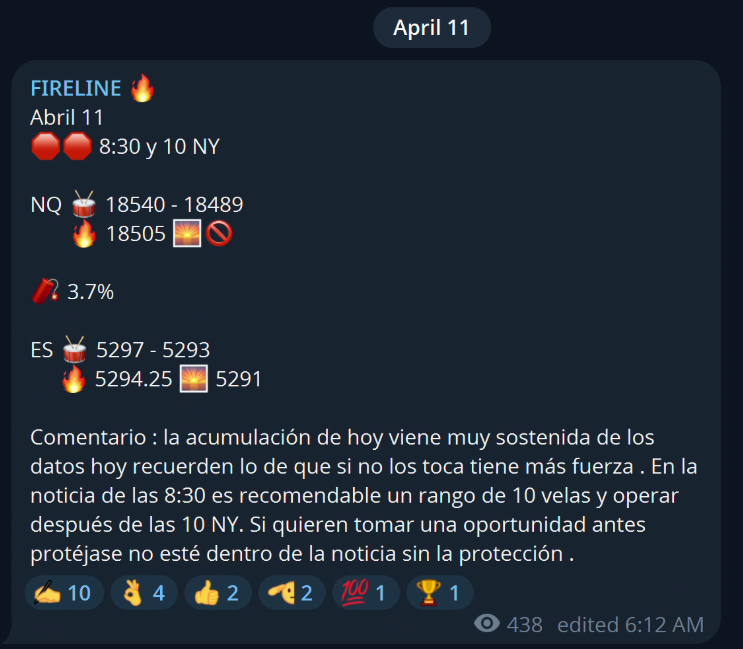 April 11
FIRELINE 🔥
Abril 11
🛑🛑 8:30 y 10 NY
NQ 🥁 18540 - 18489
🔥 18505 🌅🚫
🧨 3.7%
ES 🥁 5297 - 5293
🔥 5294.25 🌅 5291
Comentario : la acumulación de hoy viene muy sostenida de los
datos hoy recuerden lo de que si no los toca tiene más fuerza . En la
noticia de las 8:30 es recomendable un rango de 10 velas y operar
después de las 10 NY. Si quieren tomar una oportunidad antes
protéjase no esté dentro de la noticia sin la protección .
✍️ 10 👌 4 👍 2 🫡 2 💯 1 🏆 1
438 edited 6:12 AM